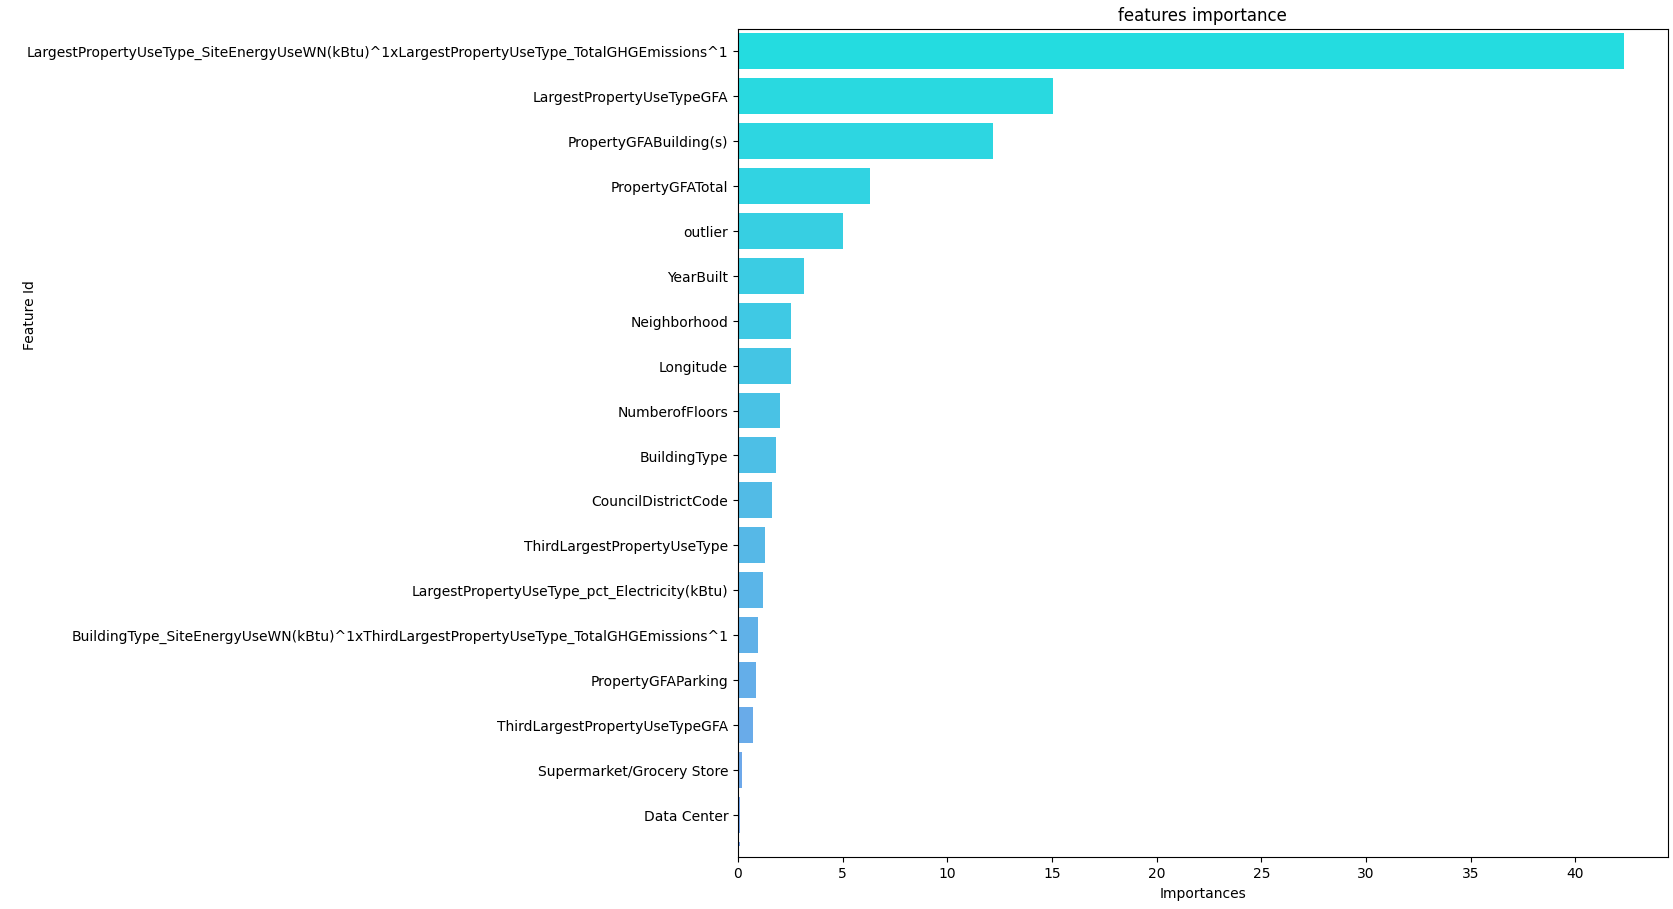 features importance
LargestPropertyUseType_SiteEnergyUseWN(kBtu)^1xLargestPropertyUseType_TotalGHGEmissions^1
LargestPropertyUseTypeGFA
PropertyGFABuilding(s)
PropertyGFATotal
outlier
YearBuilt
Neighborhood
Longitude
NumberofFloors
BuildingType
CouncilDistrictCode
ThirdLargestPropertyUseType
LargestPropertyUseType_pct_Electricity(kBtu)
BuildingType_SiteEnergyUseWN(kBtu)^1xThirdLargestPropertyUseType_TotalGHGEmissions^1
PropertyGFAParking
ThirdLargestPropertyUseTypeGFA
Supermarket/Grocery Store
Data Center
Feature Id
0 5 10 15 20 25 30 35 40
Importances